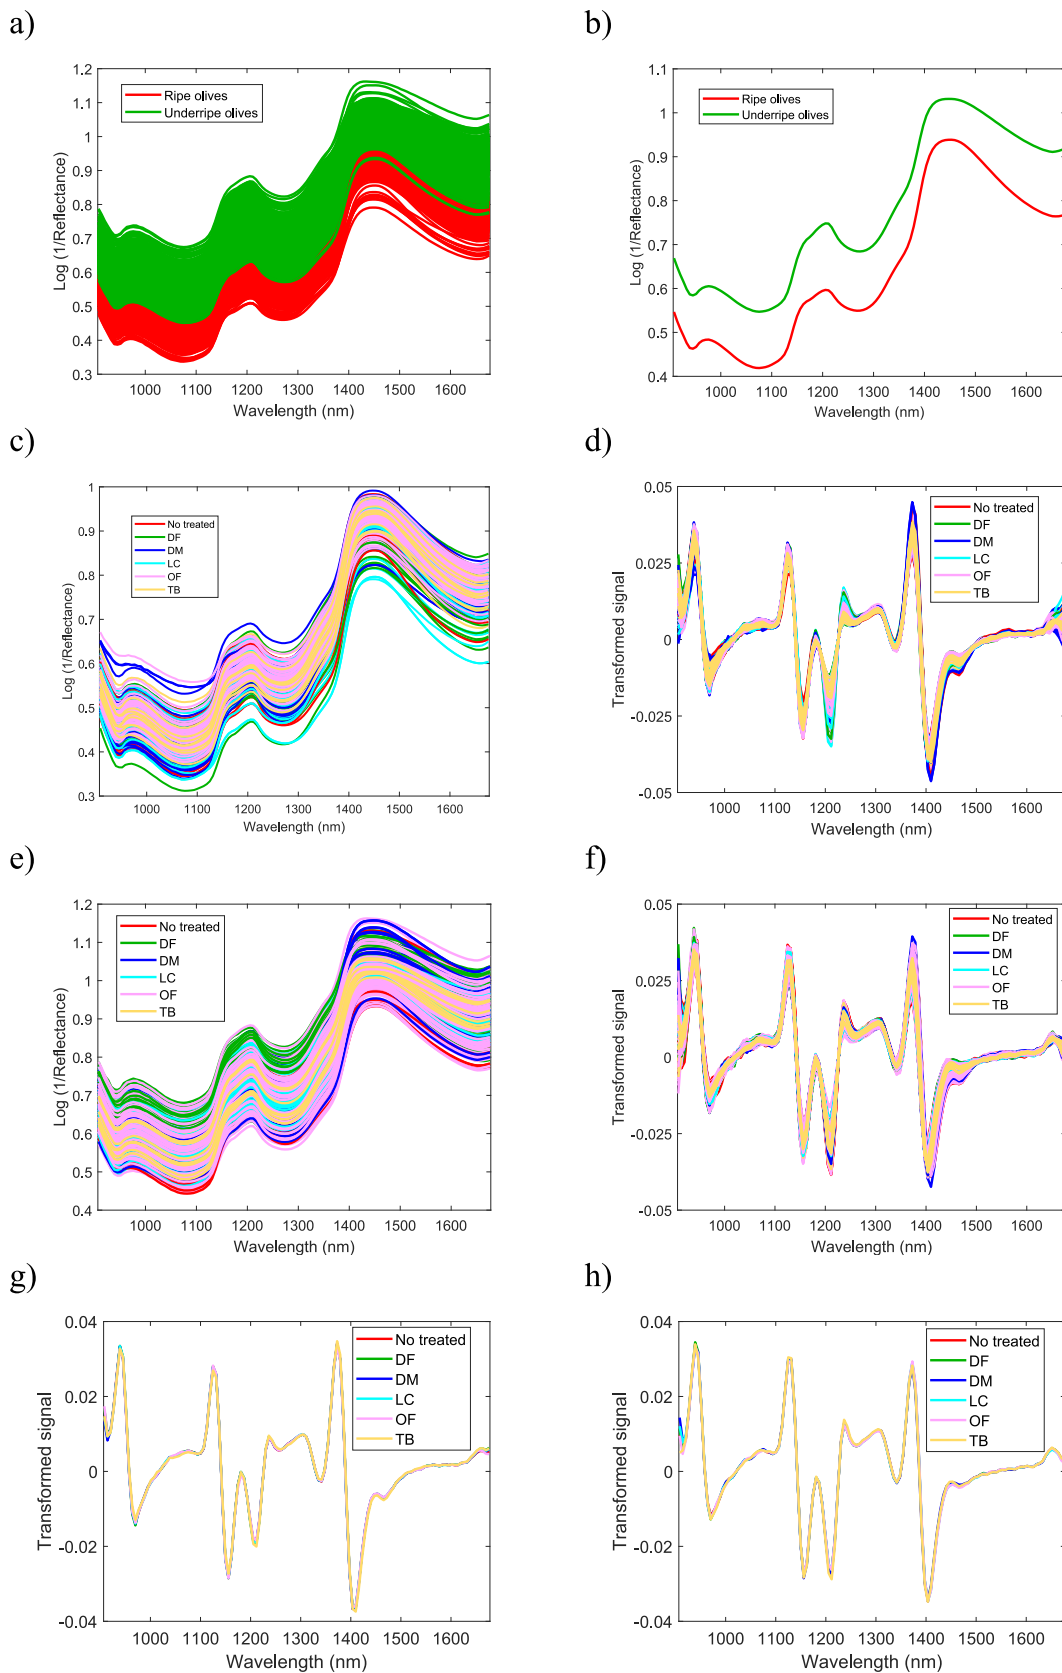 a)
b)
1.2
1.1
1
0.9
0.8
0.7
0.6
0.5
0.4
0.3
Log (1/Reflectance)
Ripe olives
Underripe olives
1000 1100 1200 1300 1400 1500 1600
Wavelength (nm)
1.1
1
0.9
0.8
0.7
0.6
0.5
0.4
Log (1/Reflectance)
Ripe olives
Underripe olives
1000 1100 1200 1300 1400 1500 1600
Wavelength (nm)
c)
d)
1
0.9
0.8
0.7
0.6
0.5
0.4
0.3
Log (1/Reflectance)
No treated
DF
DM
LC
OF
TB
1000 1100 1200 1300 1400 1500 1600
Wavelength (nm)
0.05
0.025
0
-0.025
-0.05
Transformed signal
No treated
DF
DM
LC
OF
TB
1000 1100 1200 1300 1400 1500 1600
Wavelength (nm)
e)
f)
1.2
1.1
1
0.9
0.8
0.7
0.6
0.5
0.4
Log (1/Reflectance)
No treated
DF
DM
LC
OF
TB
1000 1100 1200 1300 1400 1500 1600
Wavelength (nm)
0.05
0.025
0
-0.025
-0.05
Transformed signal
No treated
DF
DM
LC
OF
TB
1000 1100 1200 1300 1400 1500 1600
Wavelength (nm)
g)
h)
0.04
0.02
0
-0.02
-0.04
Transformed signal
No treated
DF
DM
LC
OF
TB
1000 1100 1200 1300 1400 1500 1600
Wavelength (nm)
0.04
0.02
0
-0.02
-0.04
Transformed signal
No treated
DF
DM
LC
OF
TB
1000 1100 1200 1300 1400 1500 1600
Wavelength (nm)